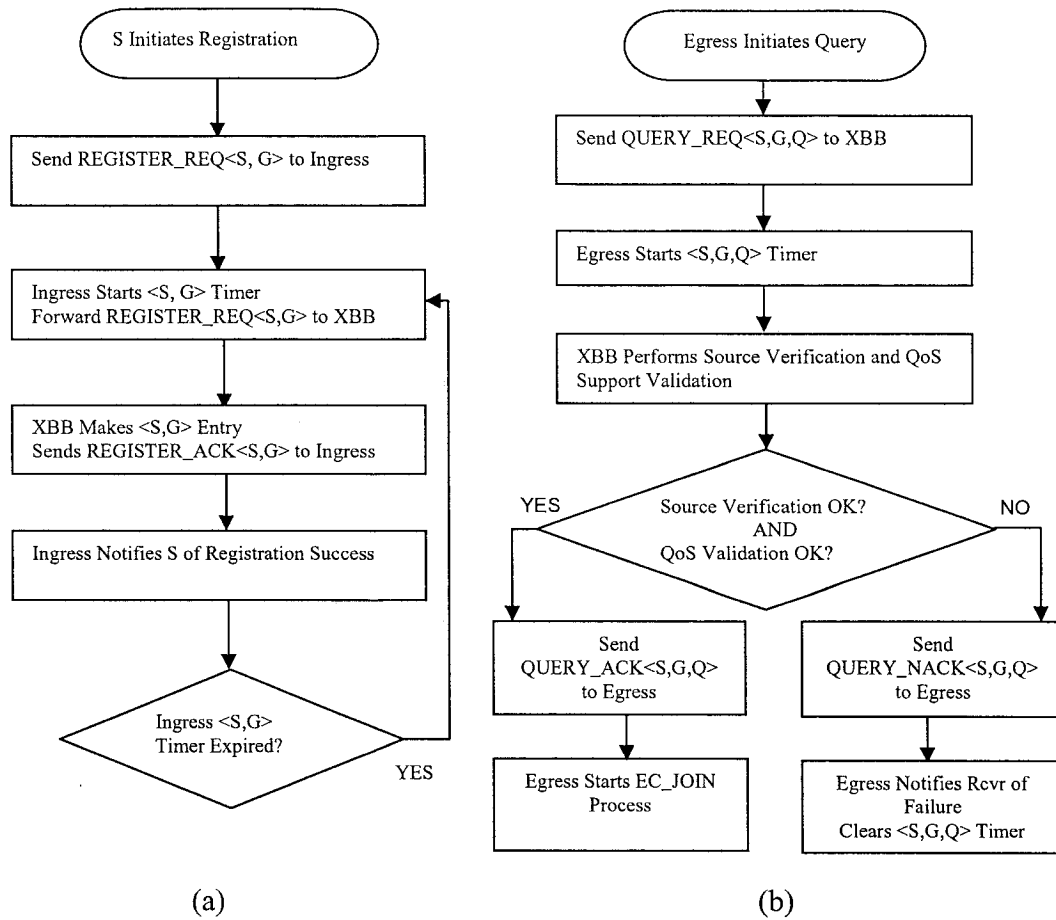 S Initiates Registration
Send REGISTER_REQ<S, G> to Ingress
Ingress Starts <S, G> Timer
Forward REGISTER_REQ<S,G> to XBB
XBB Makes <S,G> Entry
Sends REGISTER_ACK<S,G> to Ingress
Ingress Notifies S of Registration Success
Ingress <S,G>
Timer Expired?
YES
(a)
Egress Initiates Query
Send QUERY_REQ<S,G,Q> to XBB
Egress Starts <S,G,Q> Timer
XBB Performs Source Verification and QoS
Support Validation
Source Verification OK?
AND
QoS Validation OK?
YES
NO
Send
QUERY_ACK<S,G,Q>
to Egress
Send
QUERY_NACK<S,G,Q>
to Egress
Egress Starts EC_JOIN
Process
Egress Notifies Rcvr of
Failure
Clears <S,G,Q> Timer
(b)